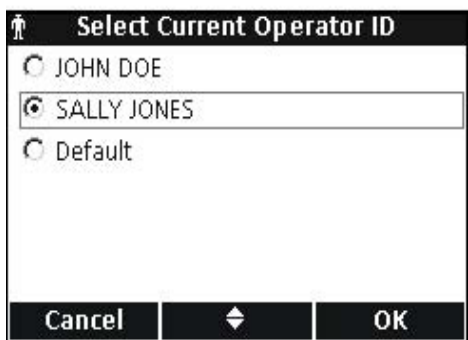 Select Current Operator ID
JOHN DOE
SALLY JONES
Default
Cancel OK